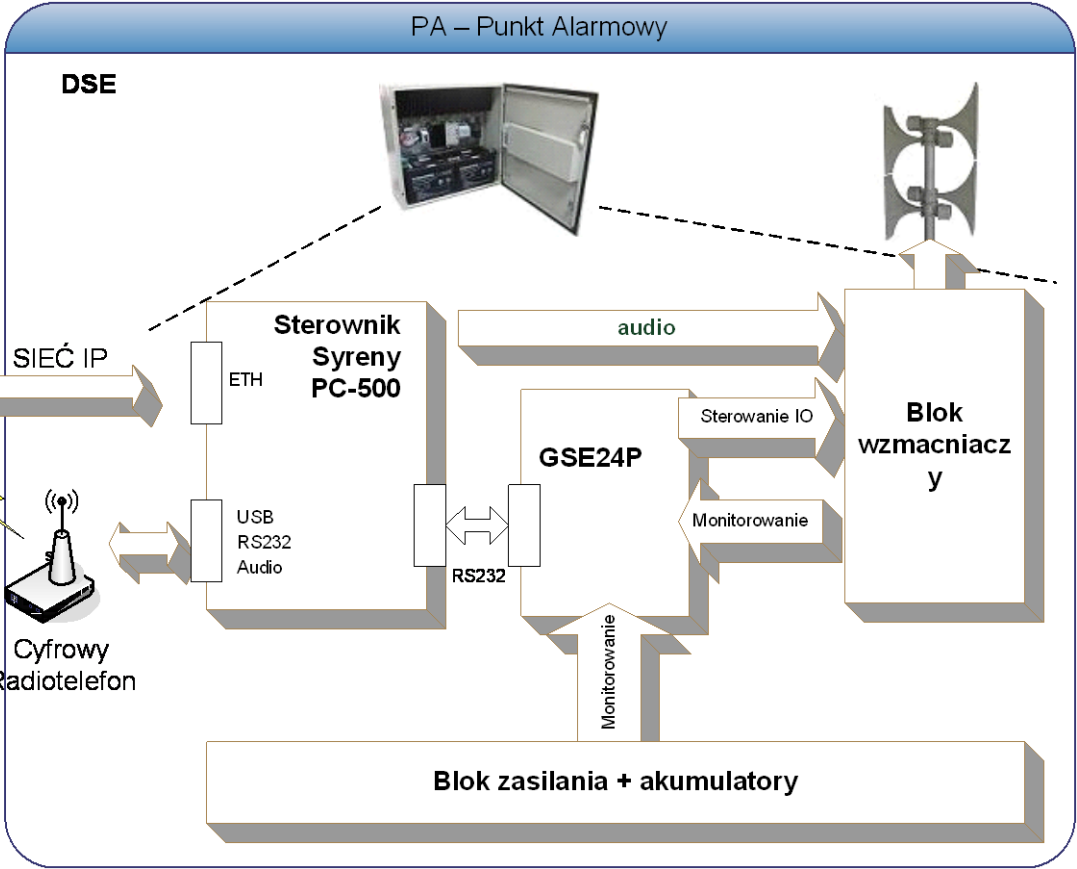 PA – Punkt Alarmowy
DSE
SIEĆ IP
ETH
Sterownik
Syreny
PC-500
audio
Sterowanie IO
GSE24P
Blok
wzmacniacz
y
Monitorowanie
USB
RS232
Audio
RS232
Cyfrowy
Radiotelefon
Monitorowanie
Blok zasilania + akumulatory